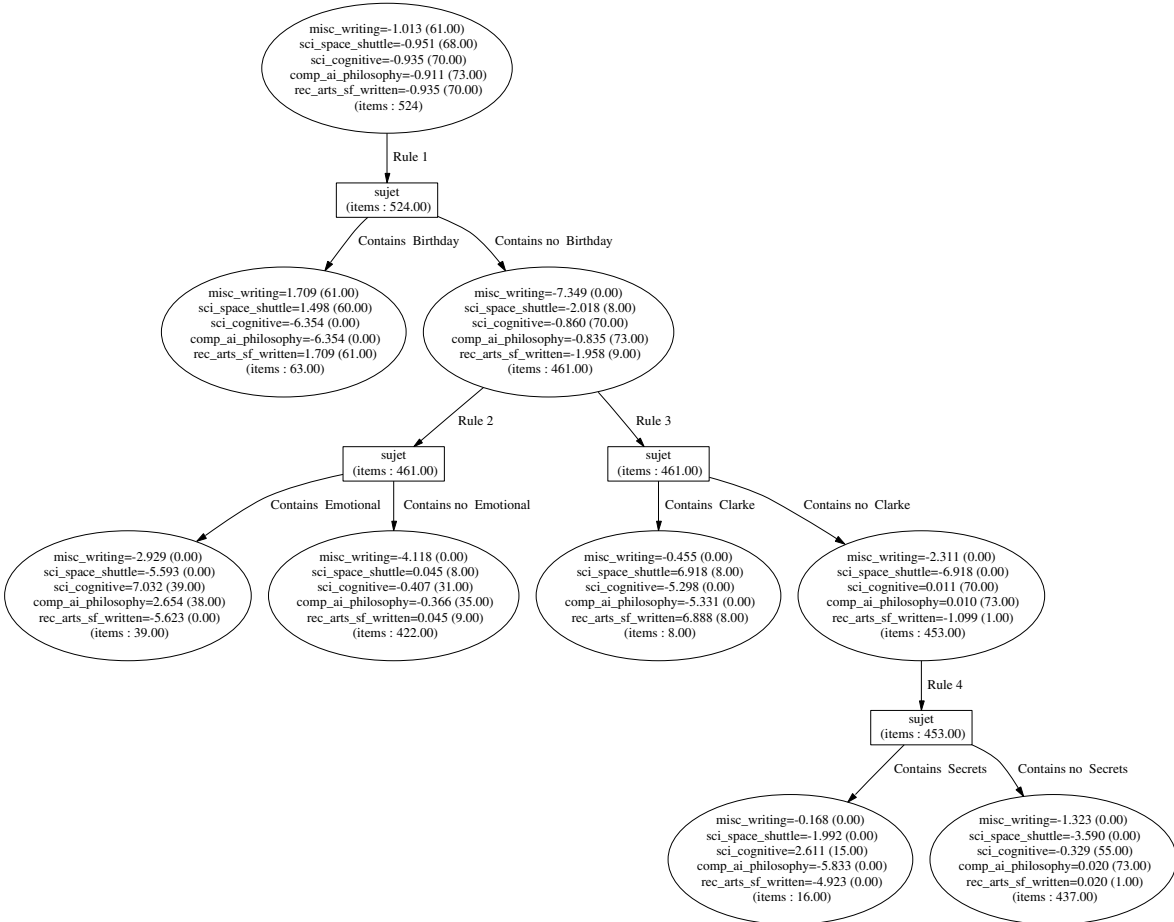 misc_writing=-1.013 (61.00)
sci_space_shuttle=-0.951 (68.00)
sci_cognitive=-0.935 (70.00)
comp_ai_philosophy=-0.911 (73.00)
rec_arts_sf_written=-0.935 (70.00)
(items : 524)
Rule 1
sujet
(items : 524.00)
Contains Birthday
Contains no Birthday
misc_writing=1.709 (61.00)
sci_space_shuttle=1.498 (60.00)
sci_cognitive=-6.354 (0.00)
comp_ai_philosophy=-6.354 (0.00)
rec_arts_sf_written=1.709 (61.00)
(items : 63.00)
misc_writing=-7.349 (0.00)
sci_space_shuttle=-2.018 (8.00)
sci_cognitive=-0.860 (70.00)
comp_ai_philosophy=-0.835 (73.00)
rec_arts_sf_written=-1.958 (9.00)
(items : 461.00)
Rule 2
Rule 3
sujet
(items : 461.00)
sujet
(items : 461.00)
Contains Emotional
Contains no Emotional
Contains Clarke
Contains no Clarke
misc_writing=-2.929 (0.00)
sci_space_shuttle=-5.593 (0.00)
sci_cognitive=7.032 (39.00)
comp_ai_philosophy=2.654 (38.00)
rec_arts_sf_written=-5.623 (0.00)
(items : 39.00)
misc_writing=-4.118 (0.00)
sci_space_shuttle=0.045 (8.00)
sci_cognitive=-0.407 (31.00)
comp_ai_philosophy=-0.366 (35.00)
rec_arts_sf_written=0.045 (9.00)
(items : 422.00)
misc_writing=-0.455 (0.00)
sci_space_shuttle=6.918 (8.00)
sci_cognitive=-5.298 (0.00)
comp_ai_philosophy=-5.331 (0.00)
rec_arts_sf_written=6.888 (8.00)
(items : 8.00)
misc_writing=-2.311 (0.00)
sci_space_shuttle=-6.918 (0.00)
sci_cognitive=0.011 (70.00)
comp_ai_philosophy=0.010 (73.00)
rec_arts_sf_written=-1.099 (1.00)
(items : 453.00)
Rule 4
sujet
(items : 453.00)
Contains Secrets
Contains no Secrets
misc_writing=-0.168 (0.00)
sci_space_shuttle=-1.992 (0.00)
sci_cognitive=2.611 (15.00)
comp_ai_philosophy=-5.833 (0.00)
rec_arts_sf_written=-4.923 (0.00)
(items : 16.00)
misc_writing=-1.323 (0.00)
sci_space_shuttle=-3.590 (0.00)
sci_cognitive=-0.329 (55.00)
comp_ai_philosophy=0.020 (73.00)
rec_arts_sf_written=0.020 (1.00)
(items : 437.00)